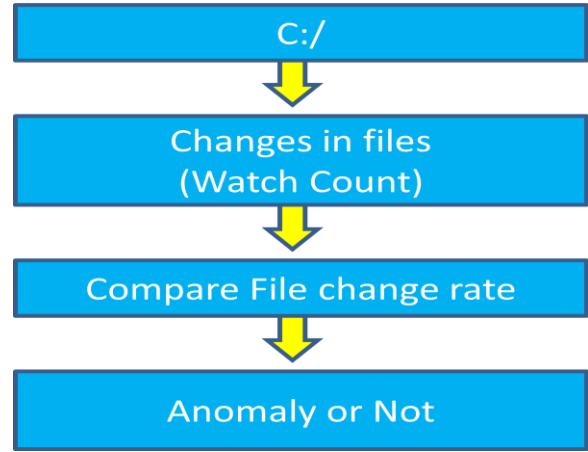 C:/
Changes in files
(Watch Count)
Compare File change rate
Anomaly or Not